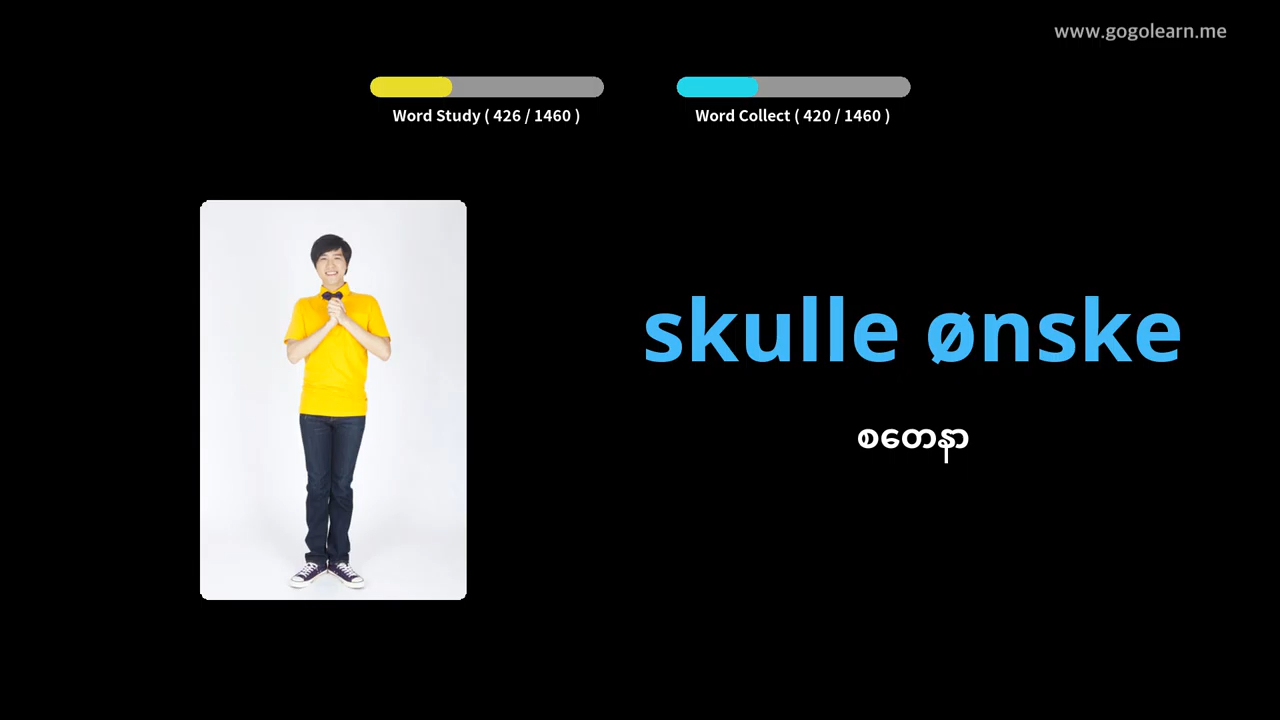 www.gogolearn.me
Word Study ( 426 / 1460 )
Word Collect ( 420 / 1460 )
skulle ønske
စတေနာ